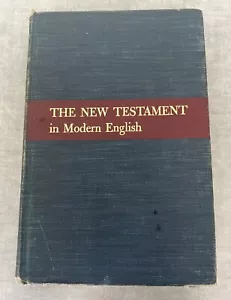 THE NEW TESTAMENT
in Modern English